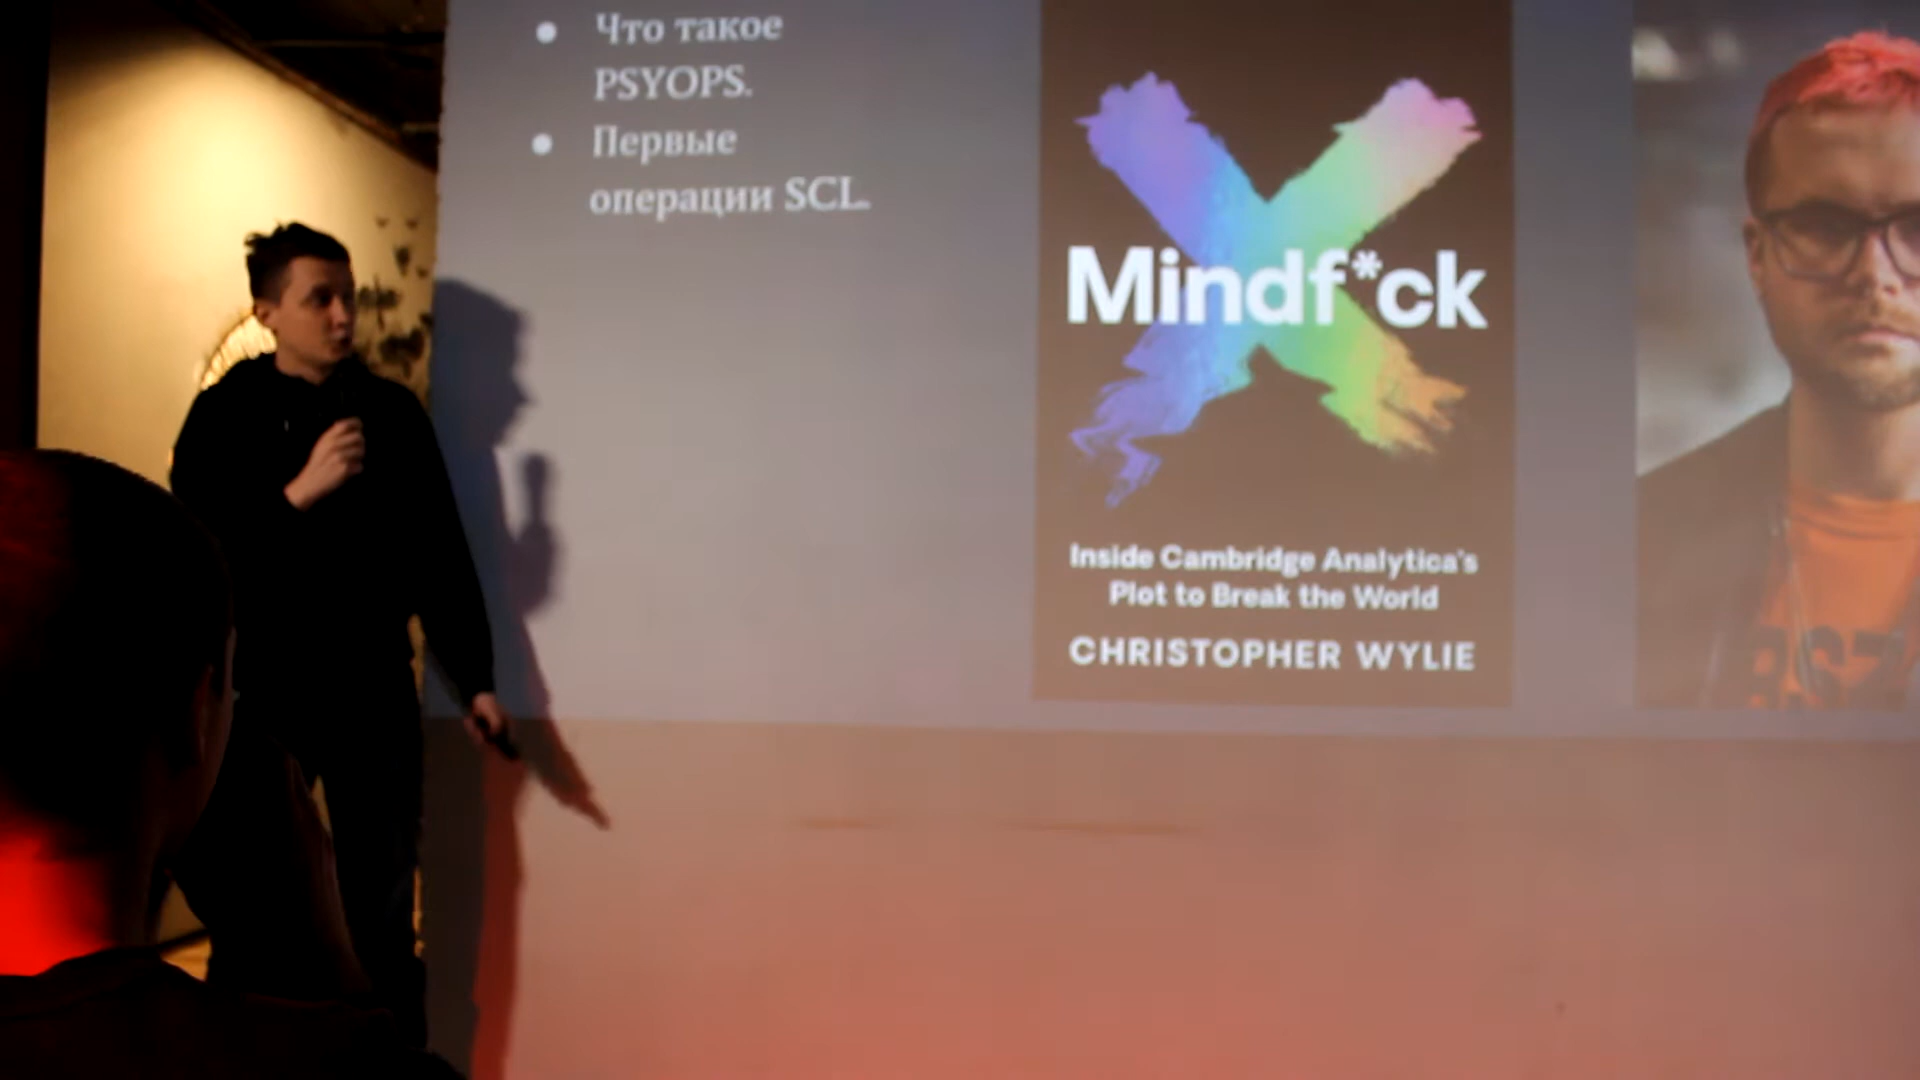 • Что такое
PSYOPS.
• Первые
операции SCL.
Mindf*ck
Inside Cambridge Analytica's
Plot to Break the World
CHRISTOPHER WYLIE